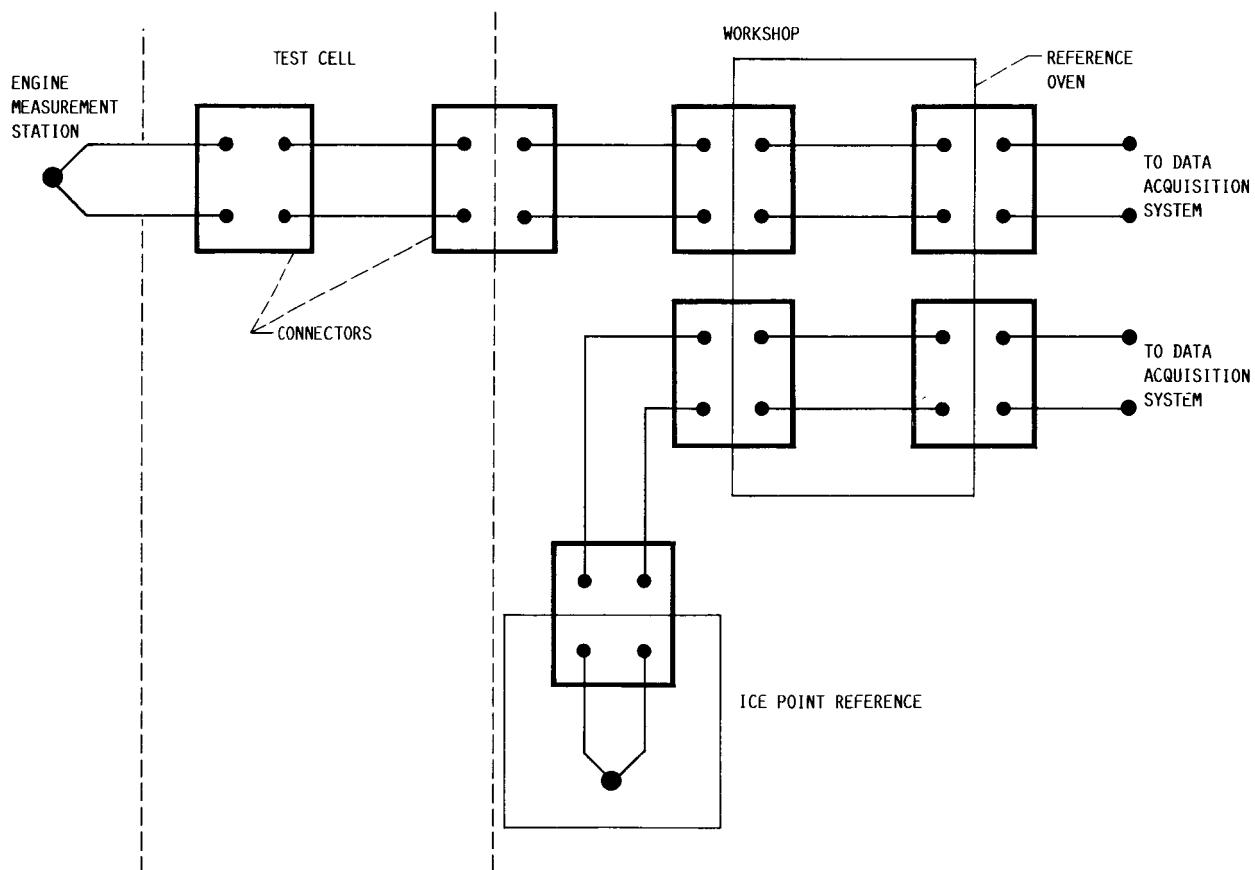 WORKSHOP
TEST CELL
REFERENCE
OVEN
ENGINE
MEASUREMENT
STATION
TO DATA
ACQUISITION
SYSTEM
CONNECTORS
TO DATA
ACQUISITION
SYSTEM
ICE POINT REFERENCE